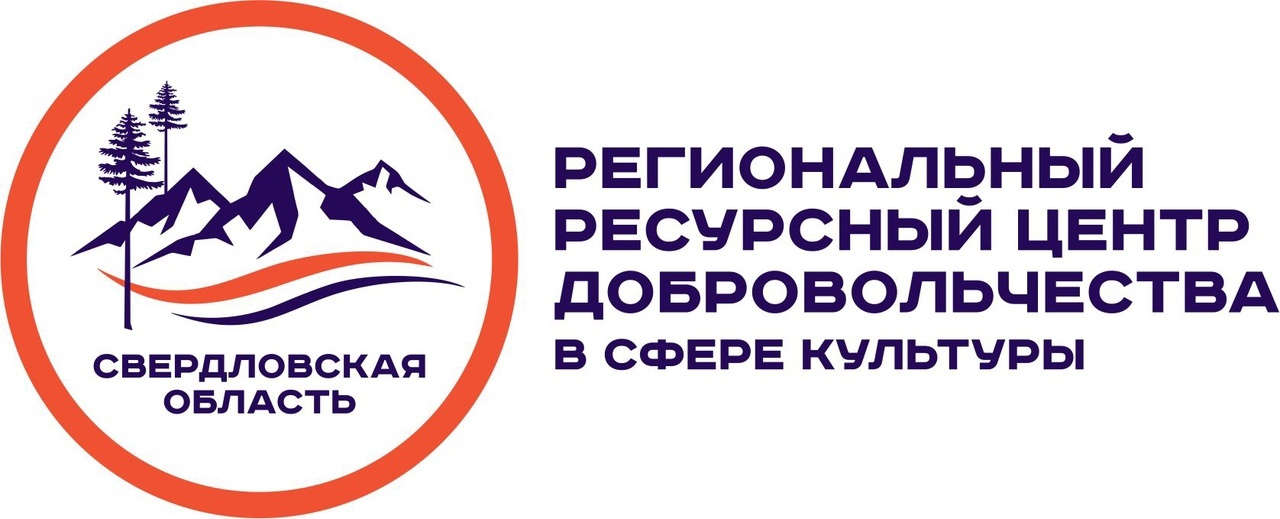 СВЕРДЛОВСКАЯ
ОБЛАСТЬ
РЕГИОНАЛЬНЫЙ
РЕСУРСНЫЙ ЦЕНТР
ДОБРОВОЛЬЧЕСТВА
В СФЕРЕ КУЛЬТУРЫ